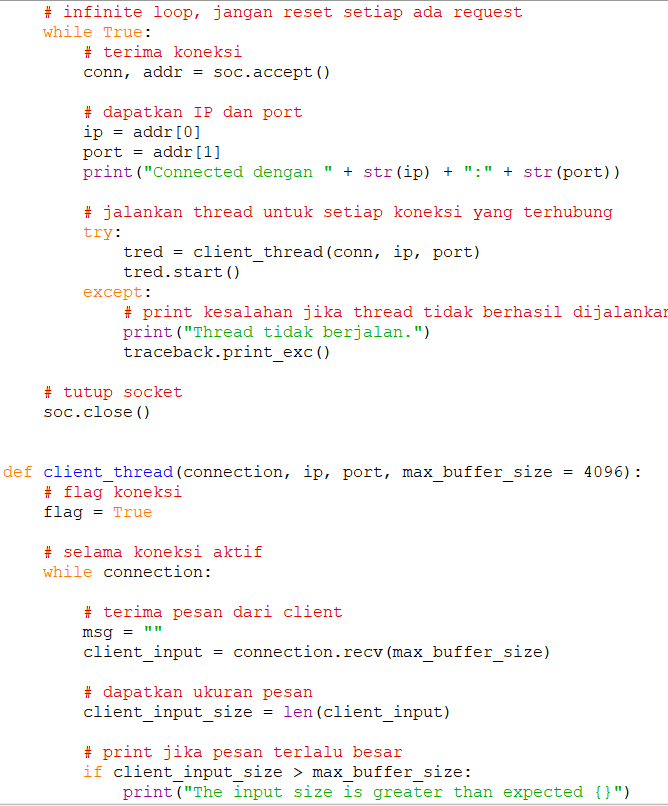 # infinite loop, jangan reset setiap ada request
while True:
# terima koneksi
conn, addr = soc.accept()
# dapatkan IP dan port
ip = addr[0]
port = addr[1]
print("Connected dengan " + str(ip) + ":" + str(port))
# jalankan thread untuk setiap koneksi yang terhubung
try:
tred = client_thread(conn, ip, port)
tred.start()
except:
# print kesalahan jika thread tidak berhasil dijalankan
print("Thread tidak berjalan.")
traceback.print_exc()
# tutup socket
soc.close()
def client_thread(connection, ip, port, max_buffer_size = 4096):
# flag koneksi
flag = True
# selama koneksi aktif
while connection:
# terima pesan dari client
msg = ""
client_input = connection.recv(max_buffer_size)
# dapatkan ukuran pesan
client_input_size = len(client_input)
# print jika pesan terlalu besar
if client_input_size > max_buffer_size:
print("The input size is greater than expected {}")